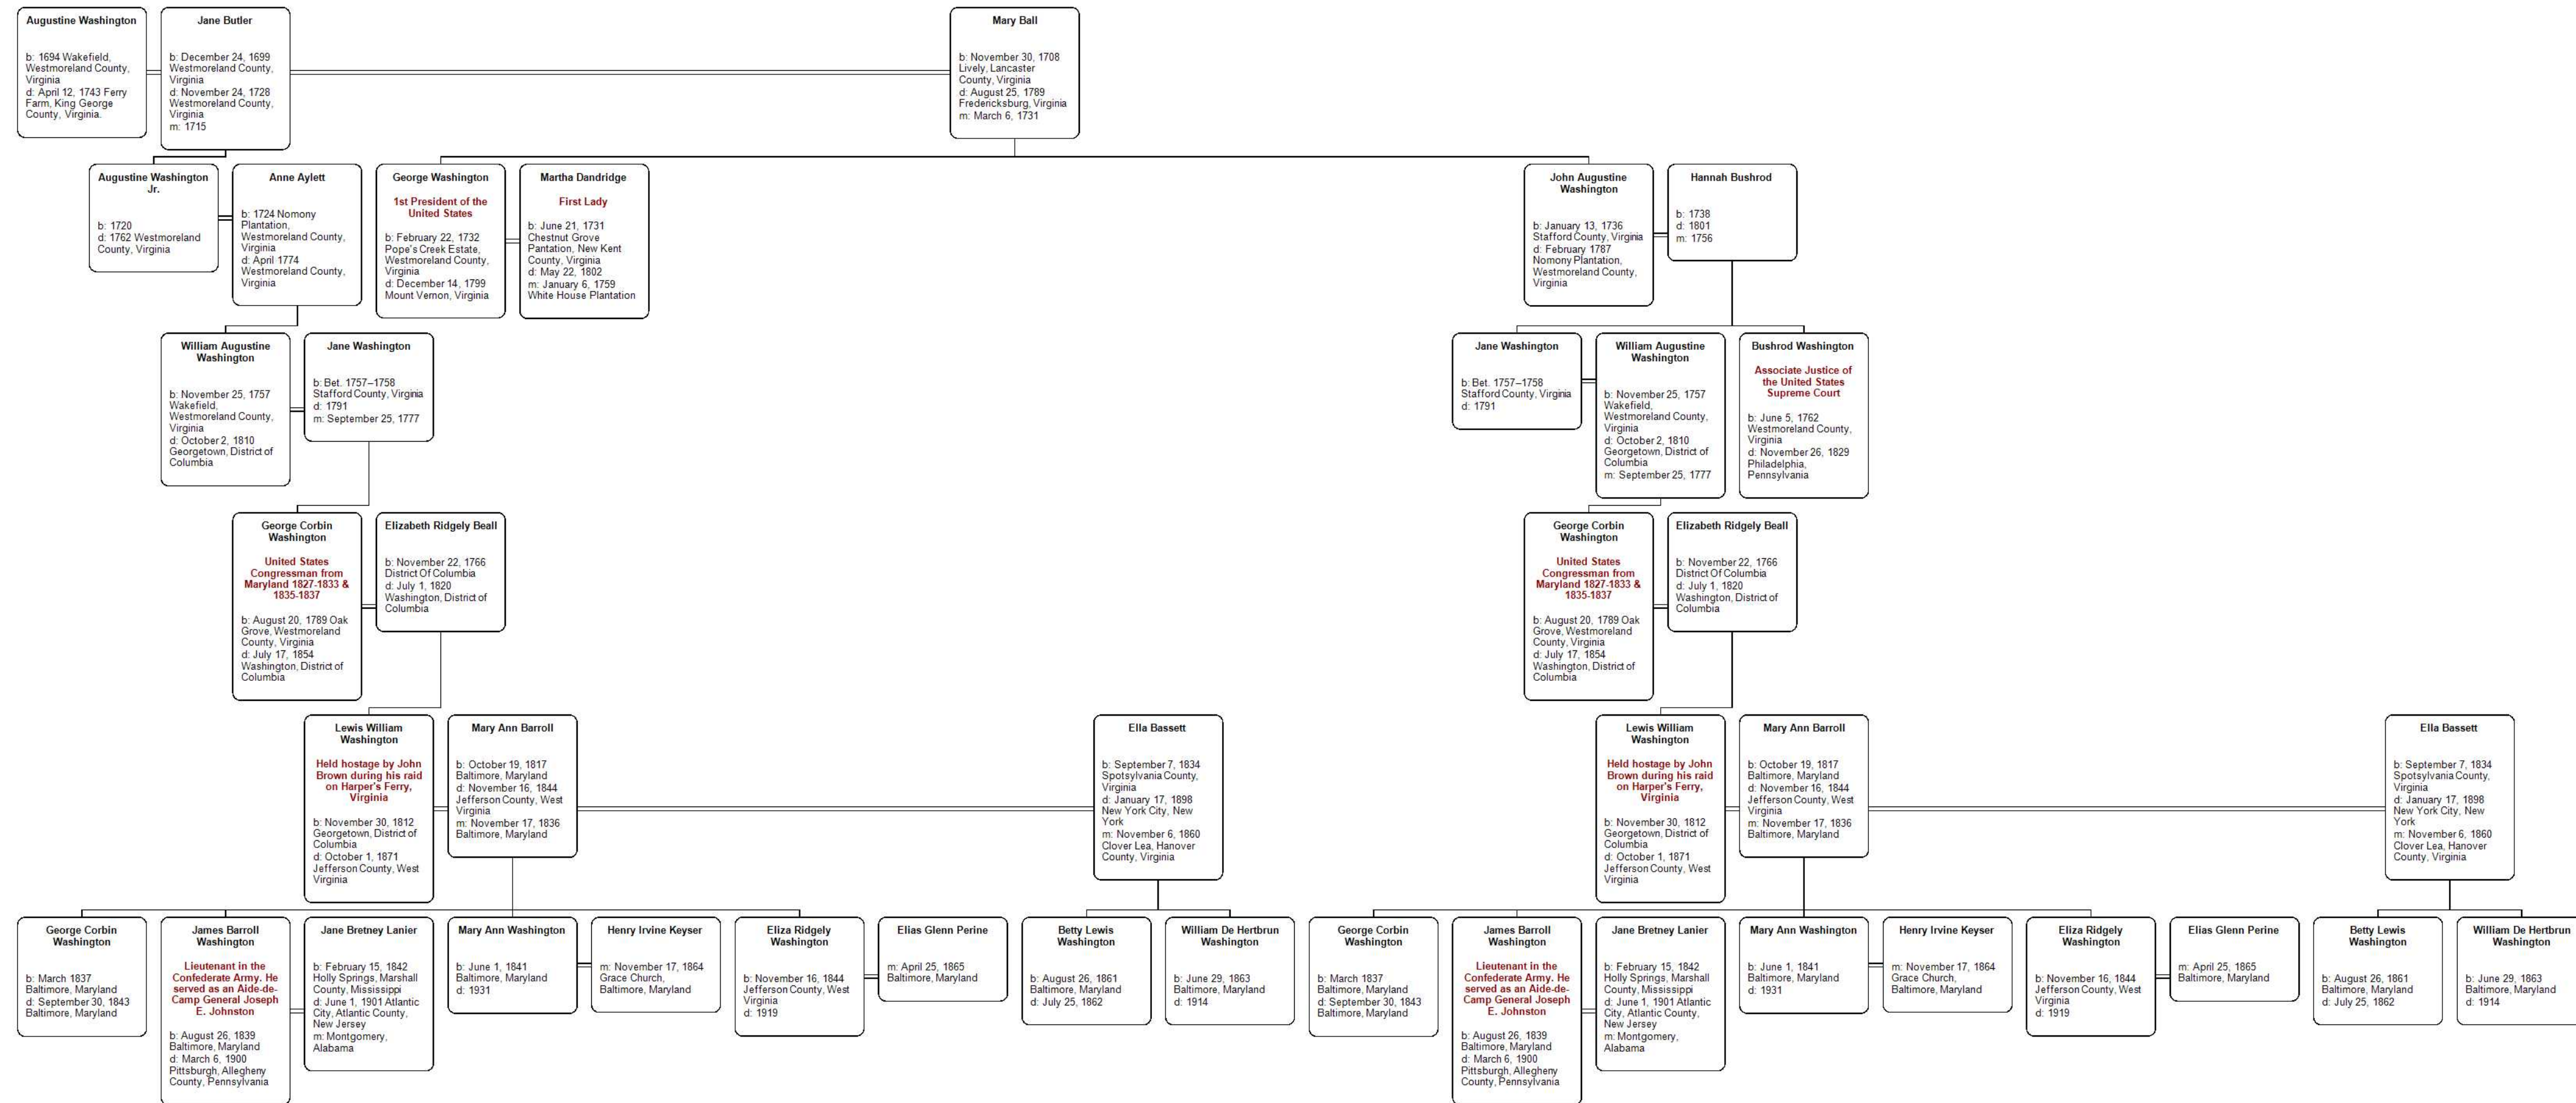 Augustine Washington
b: 1694 Wakefield,
Westmoreland County,
Virginia
d: April 12, 1743 Ferry
Farm, King George
County, Virginia.
Jane Butler
b: December 24, 1699
Westmoreland County,
Virginia
d: November 24, 1728
Westmoreland County,
Virginia
m: 1715
Mary Ball
b: November 30, 1708
Lively, Lancaster
County, Virginia
d: August 25, 1789
Fredericksburg, Virginia
m: March 6, 1731
Augustine Washington
Jr.
b: 1720
d: 1762 Westmoreland
County, Virginia
Anne Aylett
b: 1724 Nomony
Plantation,
Westmoreland County,
Virginia
d: April 1774
Westmoreland County,
Virginia
George Washington
1st President of the
United States
b: February 22, 1732
Pope's Creek Estate,
Westmoreland County,
Virginia
d: December 14, 1799
Mount Vernon, Virginia
Martha Dandridge
First Lady
b: June 21, 1731
Chestnut Grove
Pantation, New Kent
County, Virginia
d: May 22, 1802
m: January 6, 1759
White House Plantation
John Augustine
Washington
b: January 13, 1736
Stafford County, Virginia
d: February 1787
Nomony Plantation,
Westmoreland County,
Virginia
Hannah Bushrod
b: 1738
d: 1801
m: 1756
William Augustine
Washington
b: November 25, 1757
Wakefield,
Westmoreland County,
Virginia
d: October 2, 1810
Georgetown, District of
Columbia
Jane Washington
b: Bet. 1757–1758
Stafford County, Virginia
d: 1791
m: September 25, 1777
Jane Washington
b: Bet. 1757–1758
Stafford County, Virginia
d: 1791
William Augustine
Washington
b: November 25, 1757
Wakefield,
Westmoreland County,
Virginia
d: October 2, 1810
Georgetown, District of
Columbia
m: September 25, 1777
Bushrod Washington
Associate Justice of
the United States
Supreme Court
b: June 5, 1762
Westmoreland County,
Virginia
d: November 26, 1829
Philadelphia,
Pennsylvania
George Corbin
Washington
United States
Congressman from
Maryland 1827-1833 &
1835-1837
b: August 20, 1789 Oak
Grove, Westmoreland
County, Virginia
d: July 17, 1854
Washington, District of
Columbia
Elizabeth Ridgely Beall
b: November 22, 1766
District Of Columbia
d: July 1, 1820
Washington, District of
Columbia
George Corbin
Washington
United States
Congressman from
Maryland 1827-1833 &
1835-1837
b: August 20, 1789 Oak
Grove, Westmoreland
County, Virginia
d: July 17, 1854
Washington, District of
Columbia
Elizabeth Ridgely Beall
b: November 22, 1766
District Of Columbia
d: July 1, 1820
Washington, District of
Columbia
Lewis William
Washington
Held hostage by John
Brown during his raid
on Harper's Ferry,
Virginia
b: November 30, 1812
Georgetown, District of
Columbia
d: October 1, 1871
Jefferson County, West
Virginia
Mary Ann Barroll
b: October 19, 1817
Baltimore, Maryland
d: November 16, 1844
Jefferson County, West
Virginia
m: November 17, 1836
Baltimore, Maryland
Ella Bassett
b: September 7, 1834
Spotsylvania County,
Virginia
d: January 17, 1898
New York City, New
York
m: November 6, 1860
Clover Lea, Hanover
County, Virginia
Lewis William
Washington
Held hostage by John
Brown during his raid
on Harper's Ferry,
Virginia
b: November 30, 1812
Georgetown, District of
Columbia
d: October 1, 1871
Jefferson County, West
Virginia
Mary Ann Barroll
b: October 19, 1817
Baltimore, Maryland
d: November 16, 1844
Jefferson County, West
Virginia
m: November 17, 1836
Baltimore, Maryland
Ella Bassett
b: September 7, 1834
Spotsylvania County,
Virginia
d: January 17, 1898
New York City, New
York
m: November 6, 1860
Clover Lea, Hanover
County, Virginia
George Corbin
Washington
b: March 1837
Baltimore, Maryland
d: September 30, 1843
Baltimore, Maryland
James Barroll
Washington
Lieutenant in the
Confederate Army. He
served as an Aide-de-
Camp General Joseph
E. Johnston
b: August 26, 1839
Baltimore, Maryland
d: March 6, 1900
Pittsburgh, Allegheny
County, Pennsylvania
Jane Bretney Lanier
b: February 15, 1842
Holly Springs, Marshall
County, Mississippi
d: June 1, 1901 Atlantic
City, Atlantic County,
New Jersey
m: Montgomery,
Alabama
Mary Ann Washington
b: June 1, 1841
Baltimore, Maryland
d: 1931
Henry Irvine Keyser
m: November 17, 1864
Grace Church,
Baltimore, Maryland
Eliza Ridgely
Washington
b: November 16, 1844
Jefferson County, West
Virginia
d: 1919
Elias Glenn Perine
m: April 25, 1865
Baltimore, Maryland
Betty Lewis
Washington
b: August 26, 1861
Baltimore, Maryland
d: July 25, 1862
William De Hertbrun
Washington
b: June 29, 1863
Baltimore, Maryland
d: 1914
George Corbin
Washington
b: March 1837
Baltimore, Maryland
d: September 30, 1843
Baltimore, Maryland
James Barroll
Washington
Lieutenant in the
Confederate Army. He
served as an Aide-de-
Camp General Joseph
E. Johnston
b: August 26, 1839
Baltimore, Maryland
d: March 6, 1900
Pittsburgh, Allegheny
County, Pennsylvania
Jane Bretney Lanier
b: February 15, 1842
Holly Springs, Marshall
County, Mississippi
d: June 1, 1901 Atlantic
City, Atlantic County,
New Jersey
m: Montgomery,
Alabama
Mary Ann Washington
b: June 1, 1841
Baltimore, Maryland
d: 1931
Henry Irvine Keyser
m: November 17, 1864
Grace Church,
Baltimore, Maryland
Eliza Ridgely
Washington
b: November 16, 1844
Jefferson County, West
Virginia
d: 1919
Elias Glenn Perine
m: April 25, 1865
Baltimore, Maryland
Betty Lewis
Washington
b: August 26, 1861
Baltimore, Maryland
d: July 25, 1862
William De Hertbrun
Washington
b: June 29, 1863
Baltimore, Maryland
d: 1914